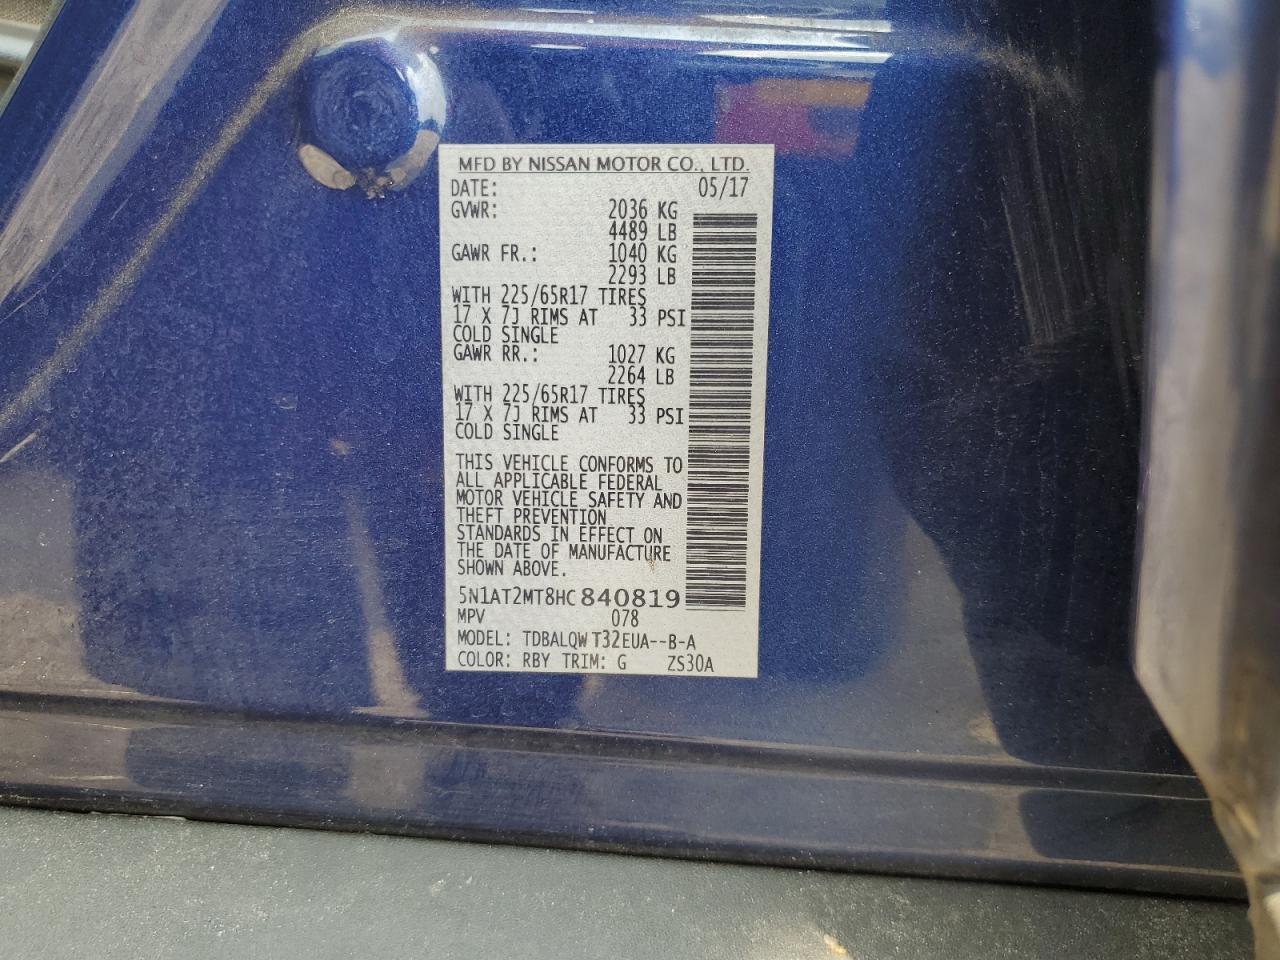 MFD BY NISSAN MOTOR CO., LTD.
DATE: 05/17
GVWR: 2036 KG
4489 LB
GAWR FR.: 1040 KG
2293 LB
WITH 225/65R17 TIRES
17 X 7J RIMS AT 33 PSI
COLD SINGLE
GAWR RR.: 1027 KG
2264 LB
WITH 225/65R17 TIRES
17 X 7J RIMS AT 33 PSI
COLD SINGLE
THIS VEHICLE CONFORMS TO
ALL APPLICABLE FEDERAL
MOTOR VEHICLE SAFETY AND
THEFT PREVENTION
STANDARDS IN EFFECT ON
THE DATE OF MANUFACTURE
SHOWN ABOVE.
5N1AT2MT8HC840819
MPV 078
MODEL: TDBALQW T32EUA--B-A
COLOR: RBY TRIM: G ZS30A